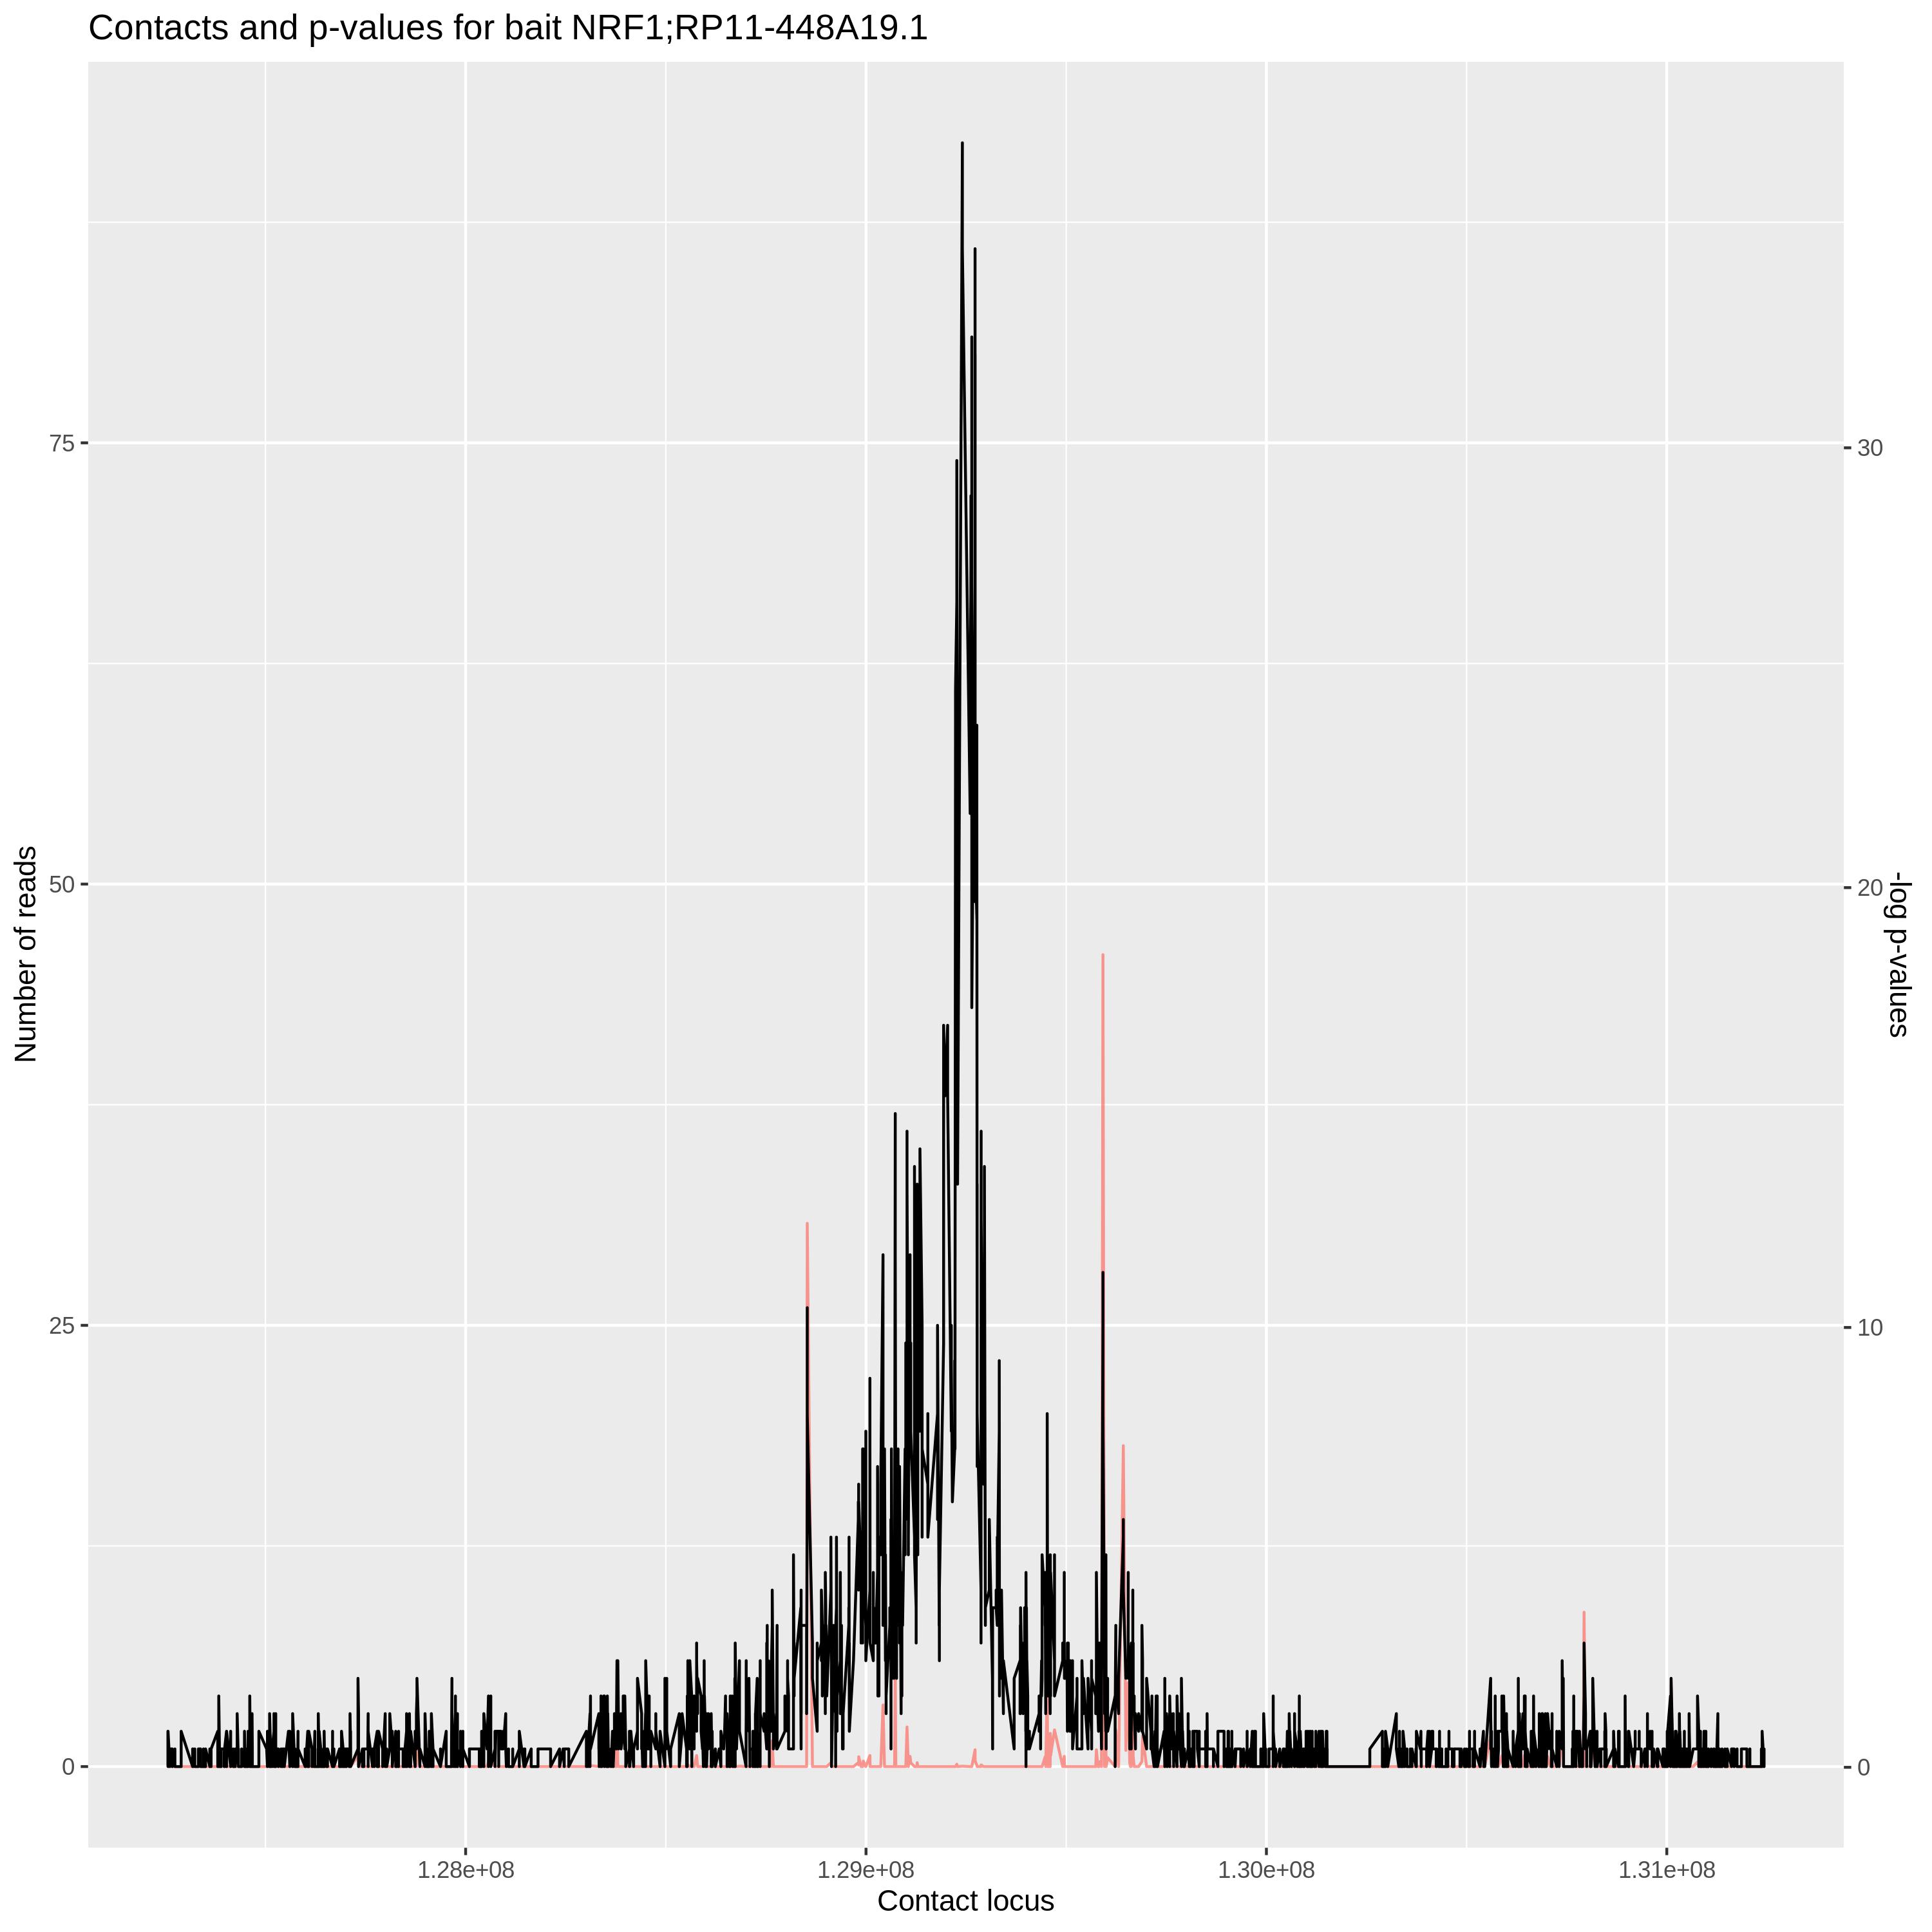 Contacts and p-values for bait NRF1;RP11-448A19.1
Number of reads
75
50
25
0
30
20
10
0
-log p-values
1.28e+08
1.29e+08
1.30e+08
1.31e+08
Contact locus